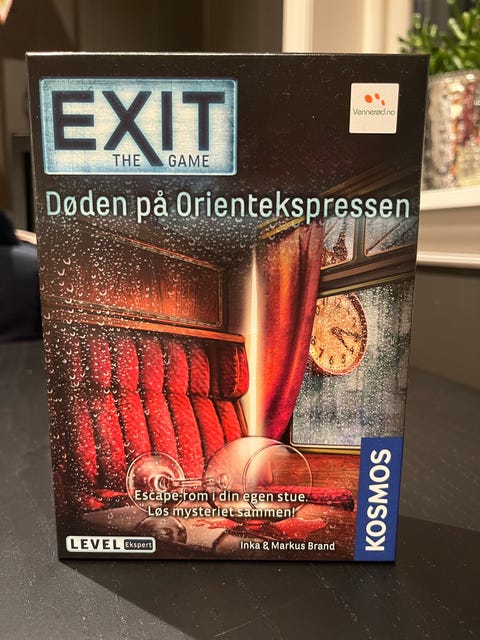 EXIT
THE GAME
Vennerød.no
Døden på Orientekspressen
Escape-rom i din egen stue.
Løs mysteriet sammen!
LEVEL Ekspert
Inka & Markus Brand
KOSMOS